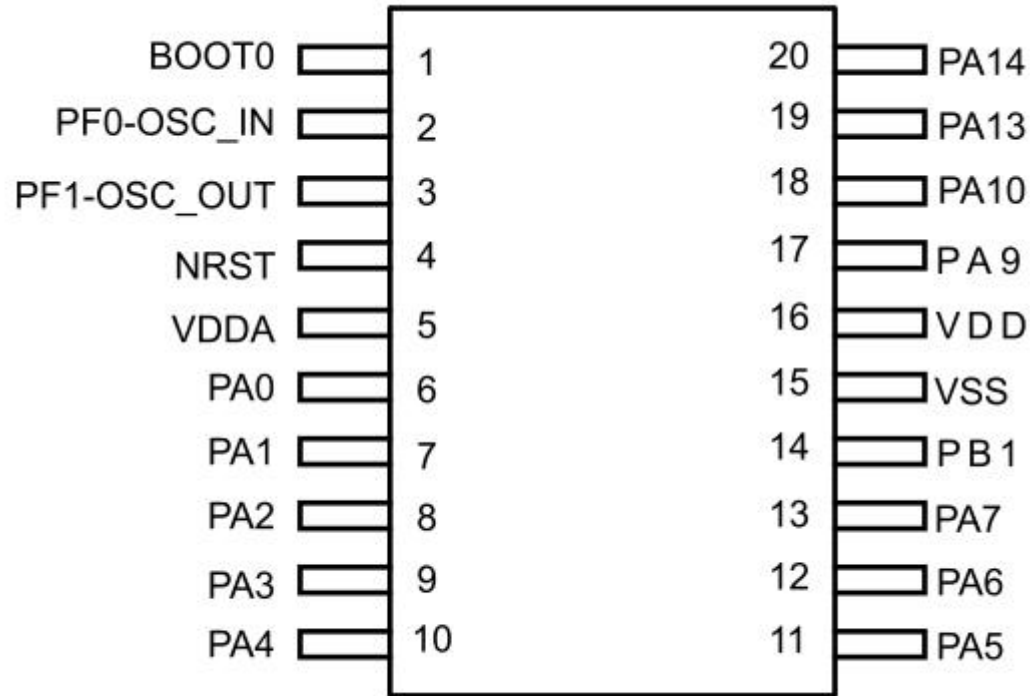 BOOT0 1 20 PA14
PF0-OSC_IN 2 19 PA13
PF1-OSC_OUT 3 18 PA10
NRST 4 17 PA9
VDDA 5 16 VDD
PA0 6 15 VSS
PA1 7 14 PB1
PA2 8 13 PA7
PA3 9 12 PA6
PA4 10 11 PA5